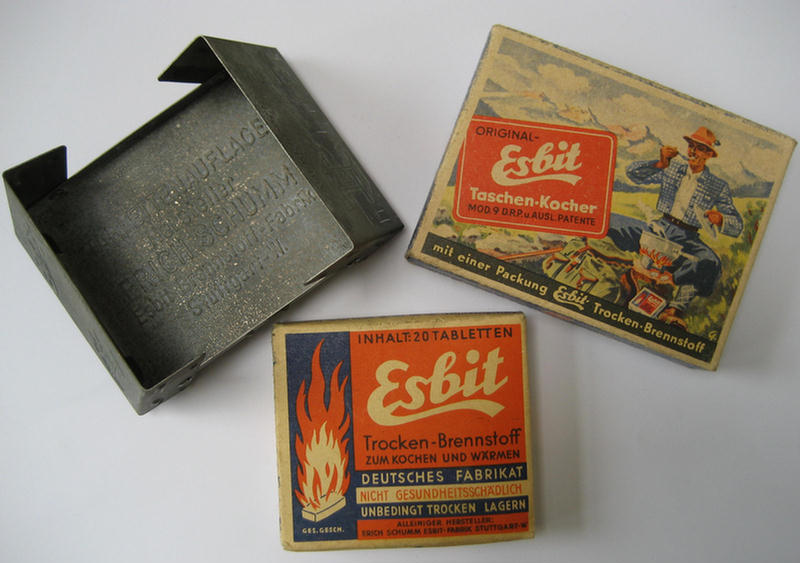 ORIGINAL-
Esbit
Taschen-Kocher
MOD. 9 D.R.P. u. AUSL. PATENTE
mit einer Packung Esbit Trocken-Brennstoff
INHALT: 20 TABLETTEN
Esbit
Trocken-Brennstoff
ZUM KOCHEN UND WÄRMEN
DEUTSCHES FABRIKAT
NICHT GESUNDHEITSSCHÄDLICH
UNBEDINGT TROCKEN LAGERN
ALLEINIGER HERSTELLER:
ERICH SCHUMM ESBIT-FABRIK STUTTGART-W.
GES. GESCH.
ERICH SCHUMM
Esbit
Stuttgart-W